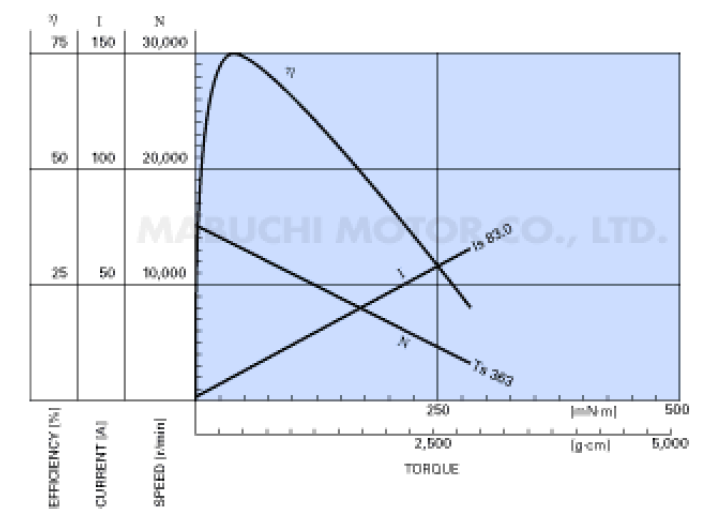 η I N
75 150 30,000
η
50 100 20,000
MABUCHI MOTOR CO., LTD.
Is 83.0
25 50 10,000
I
N
Ts 363
250 [mN·m] 500
2,500 [g·cm] 5,000
TORQUE
EFFICIENCY [%]
CURRENT [A]
SPEED [r/min]